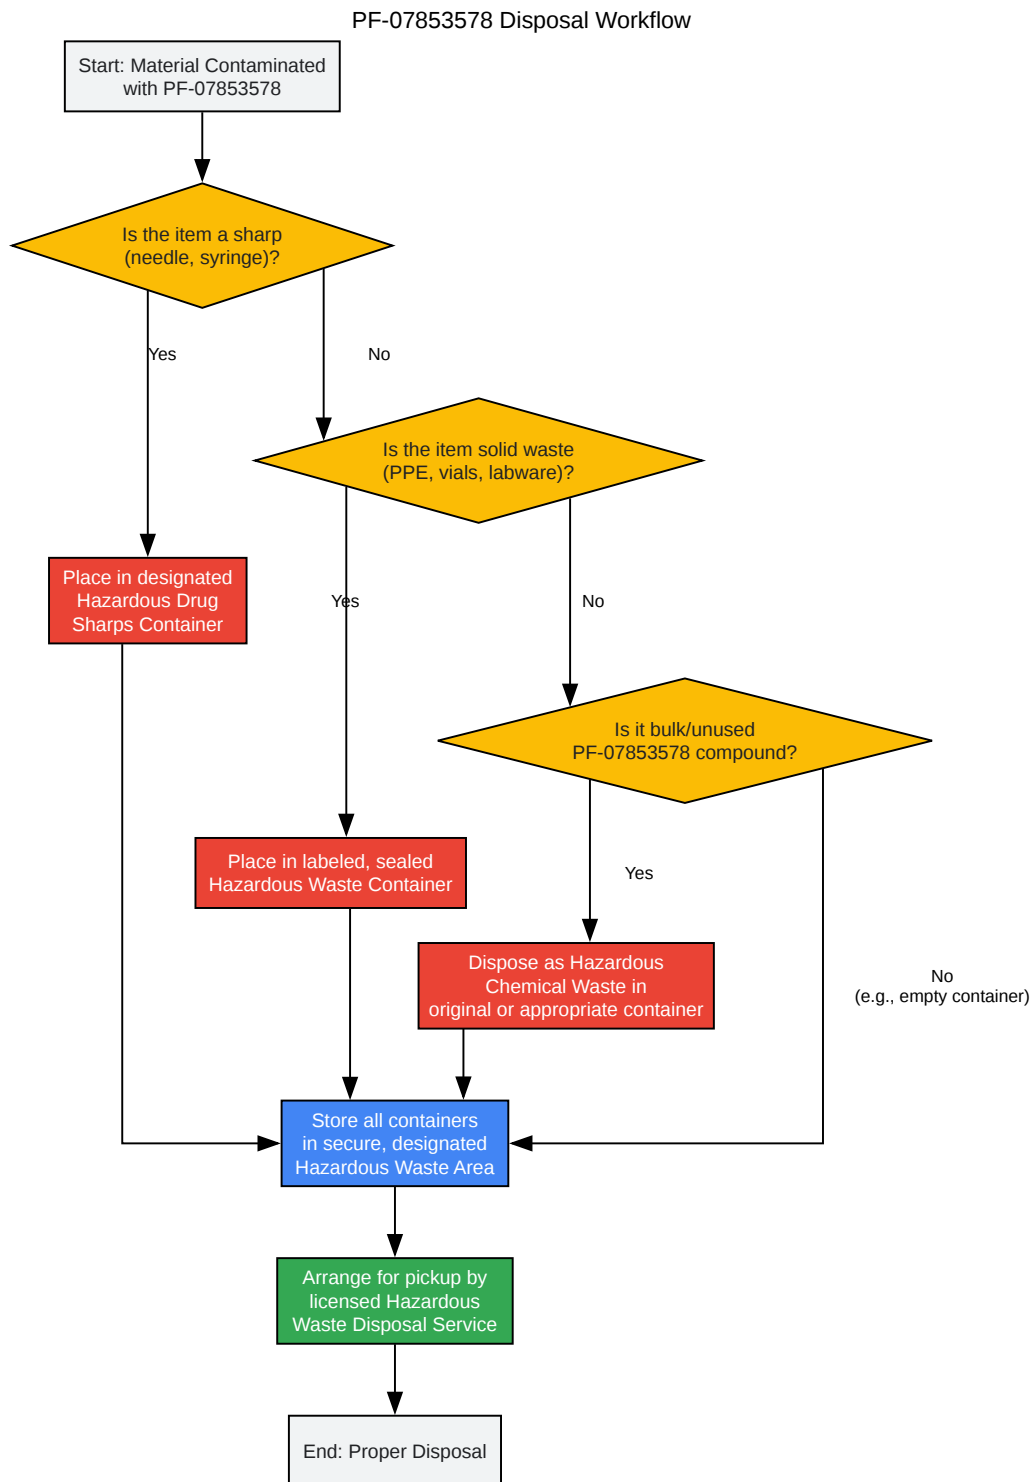 PF-07853578 Disposal Workflow
Start: Material Contaminated
with PF-07853578
Is the item a sharp
(needle, syringe)?
Yes
No
Is the item solid waste
(PPE, vials, labware)?
Place in designated
Hazardous Drug
Sharps Container
Yes
No
Is it bulk/unused
PF-07853578 compound?
Place in labeled, sealed
Hazardous Waste Container
Yes
Dispose as Hazardous
Chemical Waste in
original or appropriate container
No
(e.g., empty container)
Store all containers
in secure, designated
Hazardous Waste Area
Arrange for pickup by
licensed Hazardous
Waste Disposal Service
End: Proper Disposal